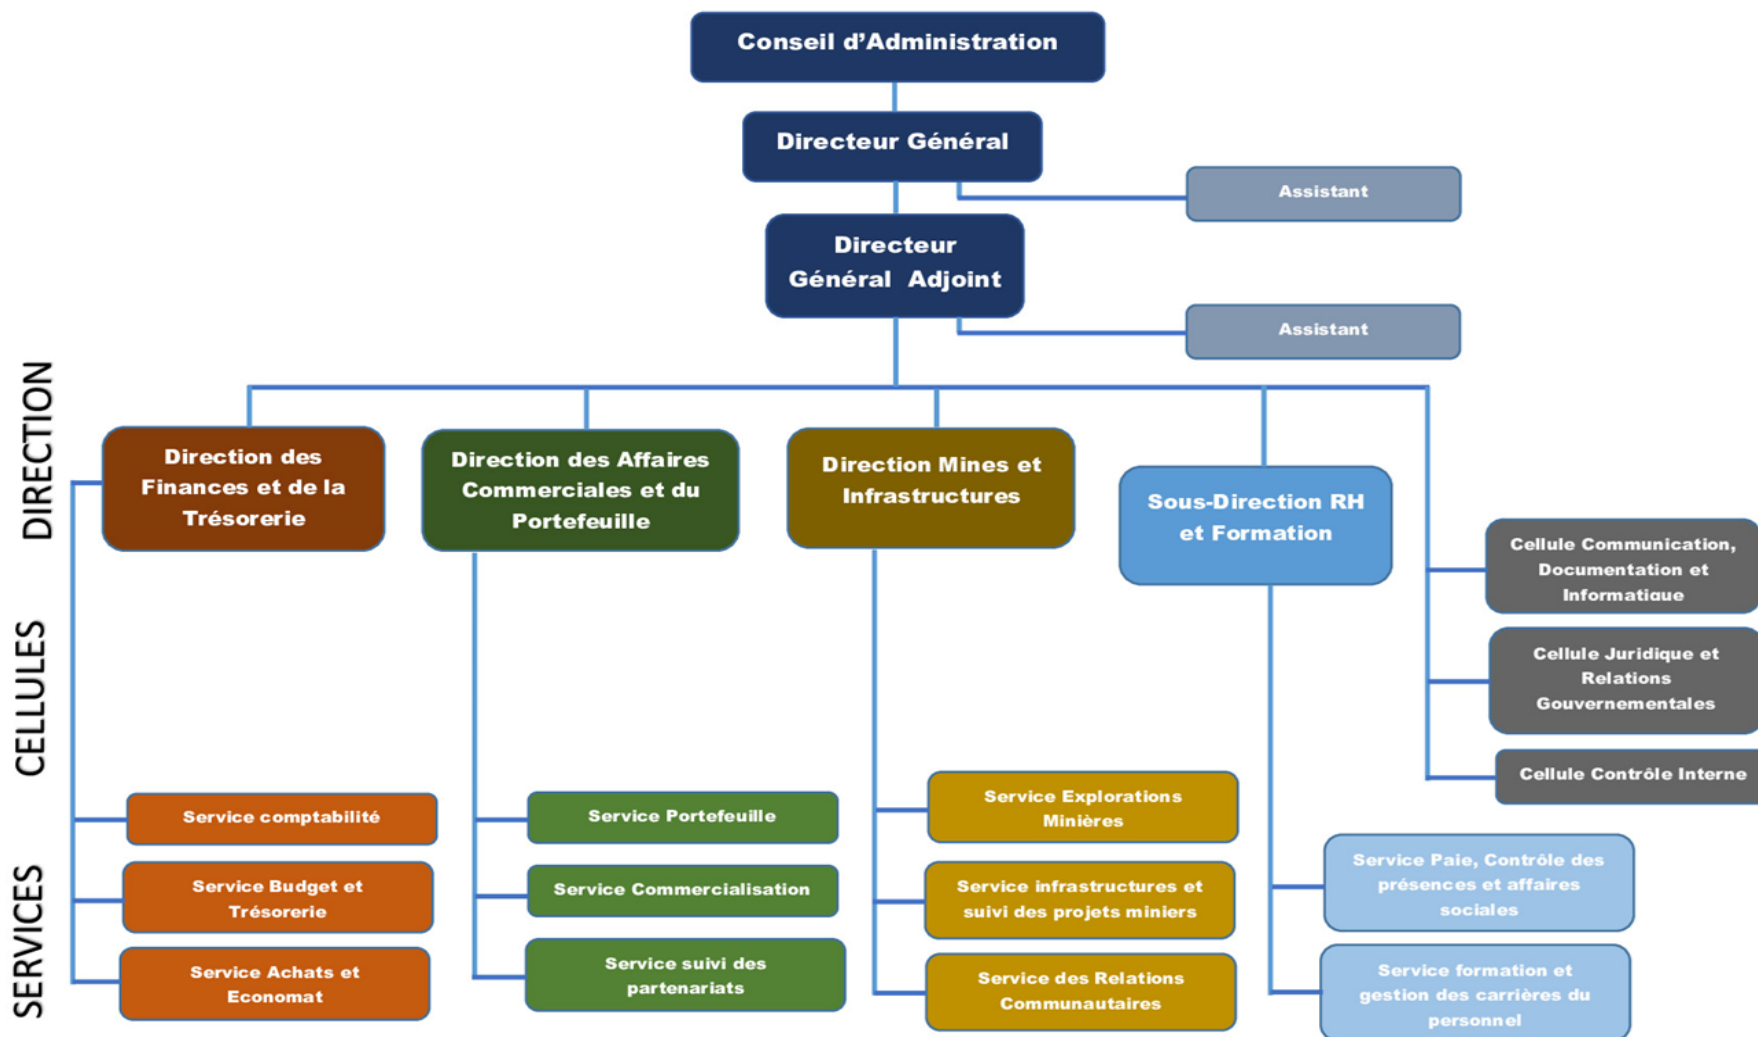 Conseil d’Administration
Directeur Général
Assistant
Directeur
Général Adjoint
Assistant
DIRECTION
Direction des
Finances et de la
Trésorerie
Direction des Affaires
Commerciales et du
Portefeuille
Direction Mines et
Infrastructures
Sous-Direction RH
et Formation
Cellule Communication,
Documentation et
Informatique
CELLULES
Cellule Juridique et
Relations
Gouvernementales
Cellule Contrôle Interne
SERVICES
Service comptabilité
Service Budget et
Trésorerie
Service Achats et
Economat
Service Portefeuille
Service Commercialisation
Service suivi des
partenariats
Service Explorations
Minières
Service infrastructures et
suivi des projets miniers
Service des Relations
Communautaires
Service Paie, Contrôle des
présences et affaires
sociales
Service formation et
gestion des carrières du
personnel